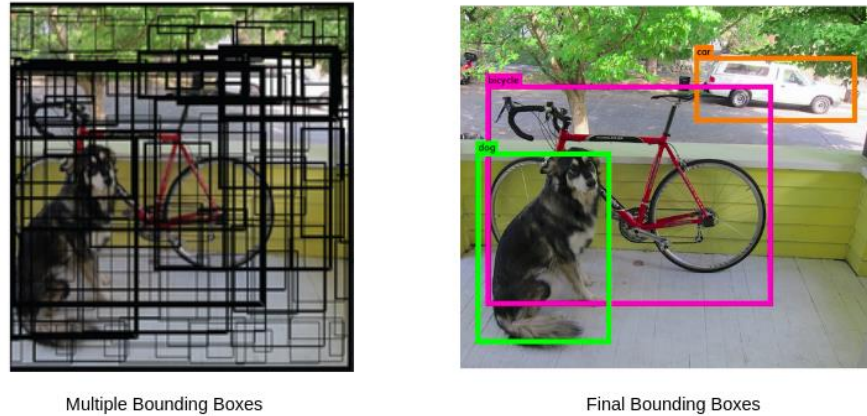 car
bicycle
dog
Multiple Bounding Boxes
Final Bounding Boxes